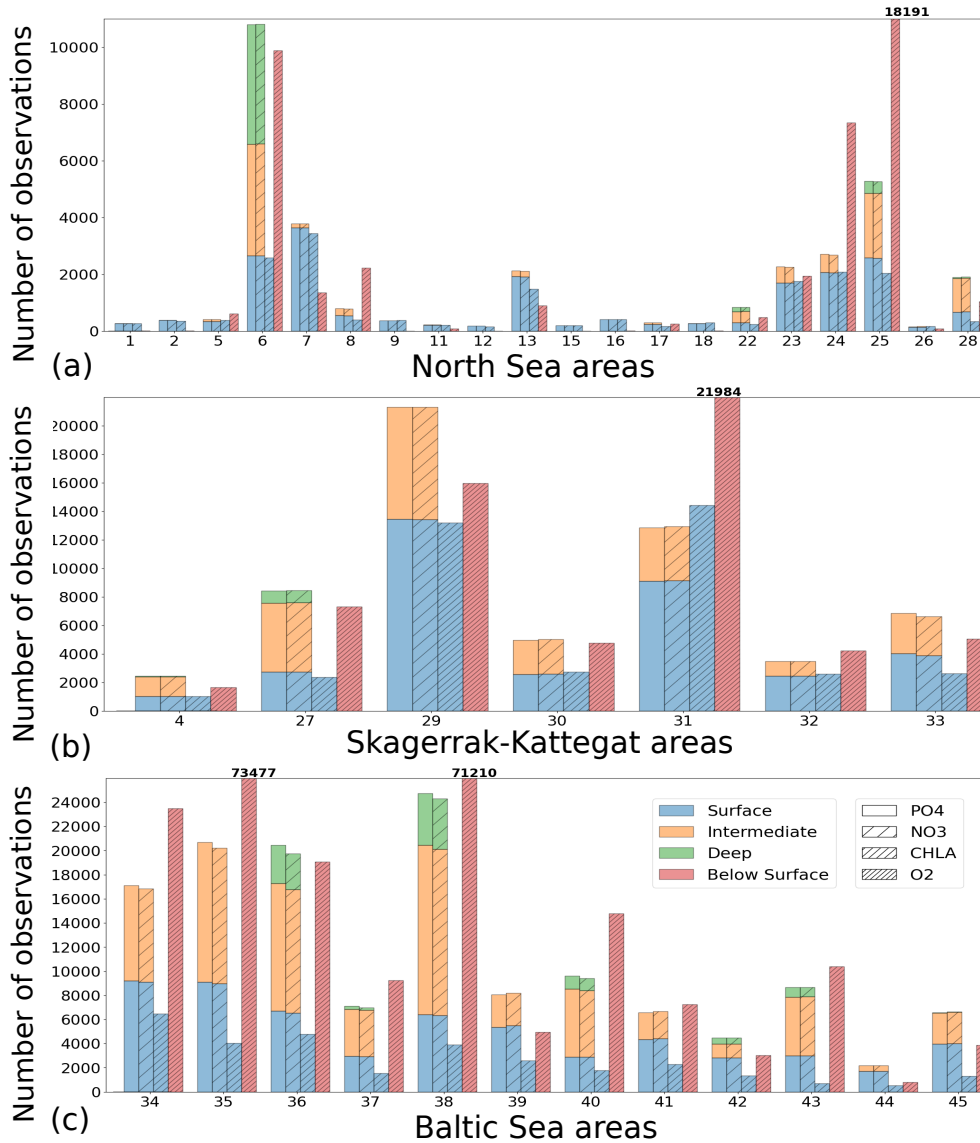 18191
10000
8000
6000
4000
2000
0
Number of observations
1 2 5 6 7 8 9 11 12 13 15 16 17 18 22 23 24 25 26 28
(a) North Sea areas
21984
20000
18000
16000
14000
12000
10000
8000
6000
4000
2000
0
Number of observations
4 27 29 30 31 32 33
(b) Skagerrak-Kattegat areas
73477 71210
24000
22000
20000
18000
16000
14000
12000
10000
8000
6000
4000
2000
0
Number of observations
Surface
Intermediate
Deep
Below Surface
PO4
NO3
CHLA
O2
34 35 36 37 38 39 40 41 42 43 44 45
(c) Baltic Sea areas